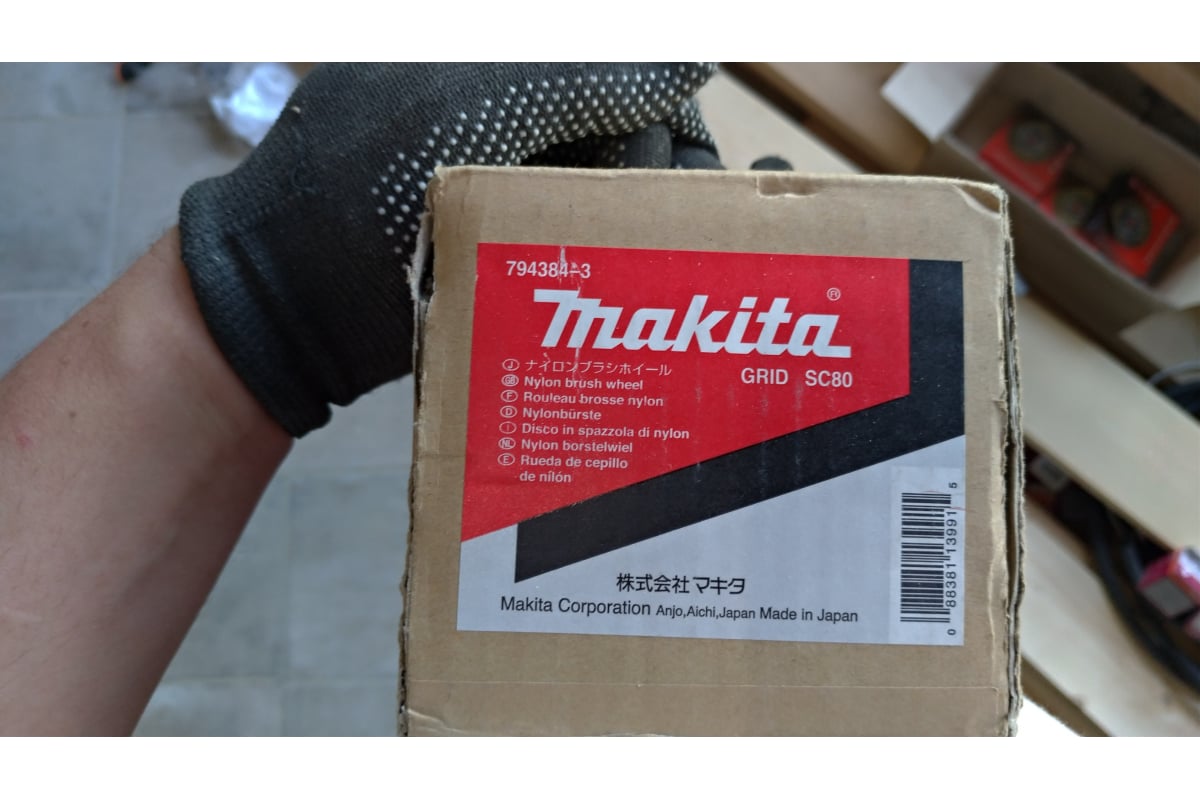 794384-3
makita®
GRID SC80
Ⓙ ナイロンブラシホイール
GB Nylon brush wheel
Ⓕ Rouleau brosse nylon
Ⓓ Nylonbürste
Ⓘ Disco in spazzola di nylon
NL Nylon borstelwiel
Ⓔ Rueda de cepillo
de nilón
株式会社 マキタ
Makita Corporation Anjo,Aichi,Japan Made in Japan
0 88381 13991 5